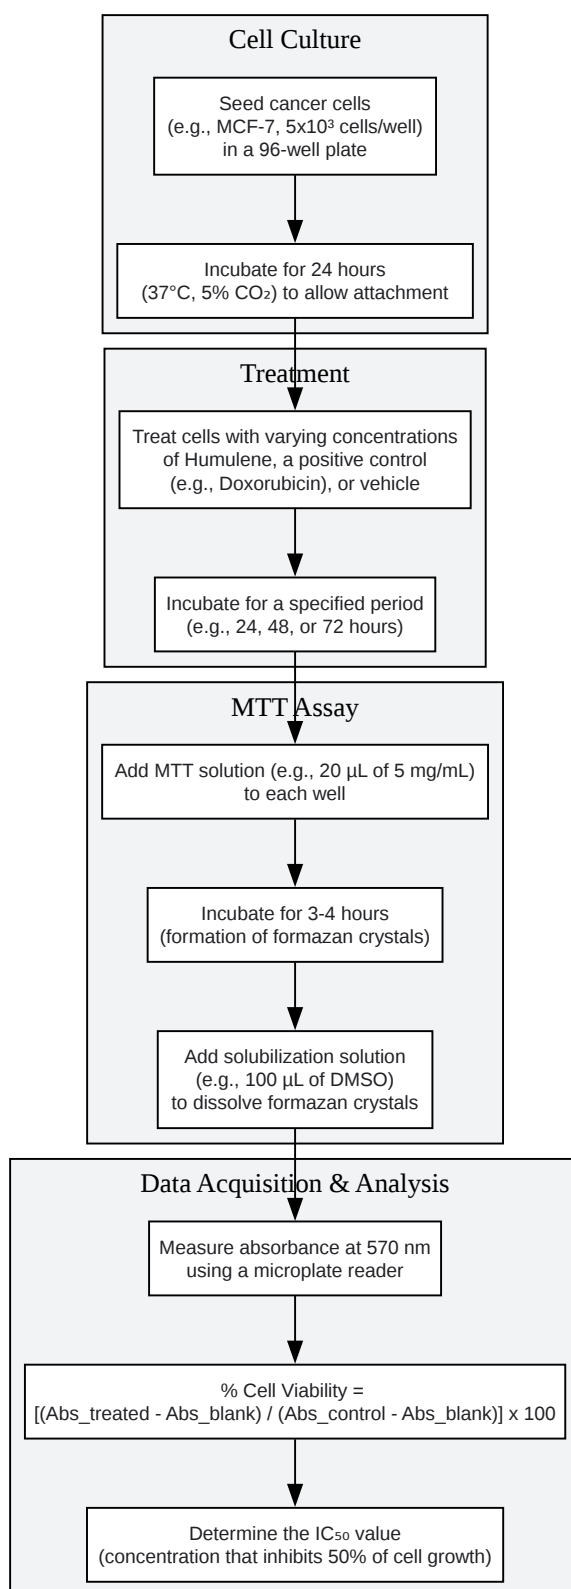 Cell Culture
Seed cancer cells
(e.g., MCF-7, 5x10³ cells/well)
in a 96-well plate
Incubate for 24 hours
(37°C, 5% CO₂) to allow attachment
Treatment
Treat cells with varying concentrations
of Humulene, a positive control
(e.g., Doxorubicin), or vehicle
Incubate for a specified period
(e.g., 24, 48, or 72 hours)
MTT Assay
Add MTT solution (e.g., 20 µL of 5 mg/mL)
to each well
Incubate for 3-4 hours
(formation of formazan crystals)
Add solubilization solution
(e.g., 100 µL of DMSO)
to dissolve formazan crystals
Data Acquisition & Analysis
Measure absorbance at 570 nm
using a microplate reader
% Cell Viability =
[(Abs_treated - Abs_blank) / (Abs_control - Abs_blank)] x 100
Determine the IC₅₀ value
(concentration that inhibits 50% of cell growth)